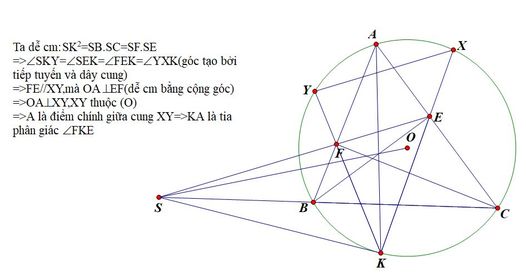 Ta dễ cm:SK²=SB.SC=SF.SE
=>∠SKY=∠SEK=∠FEK=∠YXK(góc tạo bởi
tiếp tuyến và dây cung)
=>FE//XY,mà OA⊥EF(dễ cm bằng cộng góc)
=>OA⊥XY,XY thuộc (O)
=>A là điểm chính giữa cung XY=>KA là tia
phân giác ∠FKE
A
X
Y
E
O
F
S
B
C
K